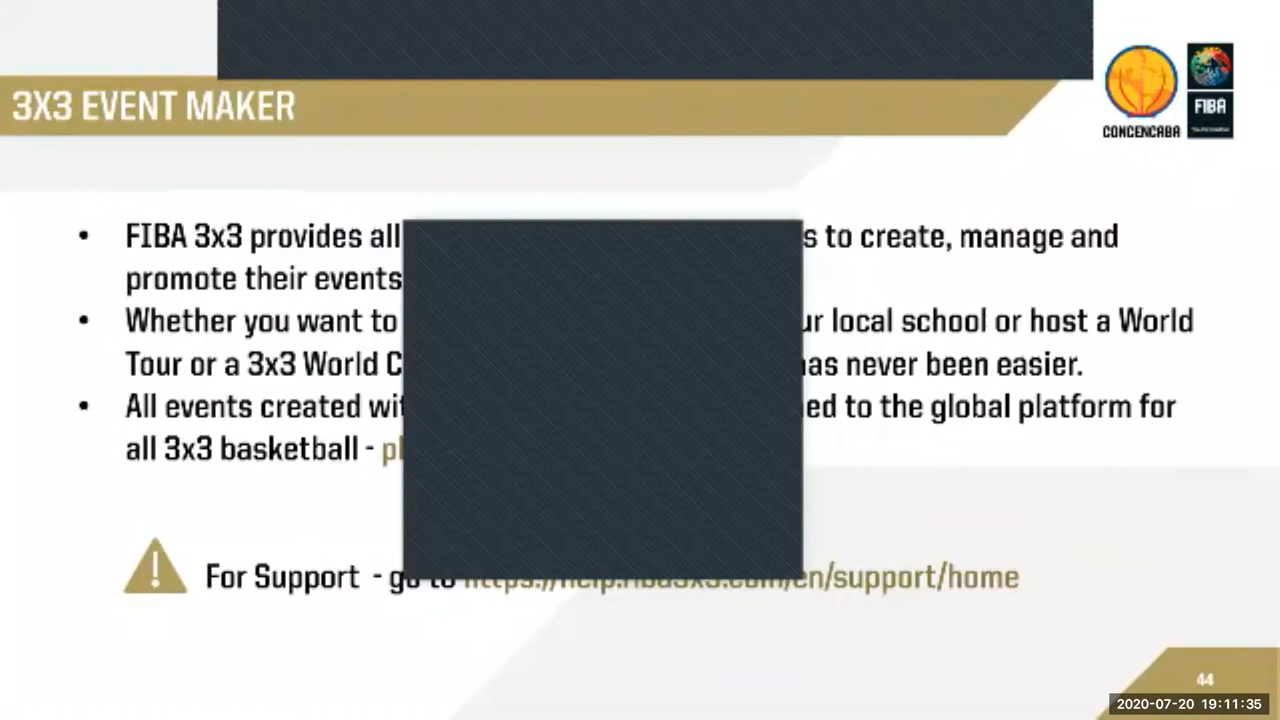 3X3 EVENT MAKER
CONCENCABA
FIBA
• FIBA 3x3 provides all to create, manage and
promote their events
• Whether you want to local school or host a World
Tour or a 3x3 World has never been easier.
• All events created to the global platform for
all 3x3 basketball -
For Support - go to https://help.fiba3x3.com/en/support/home
44
2020-07-20 19:11:35